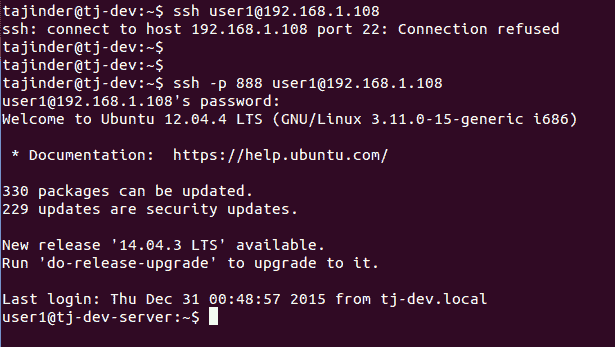 tajinder@tj-dev:~$ ssh user1@192.168.1.108
ssh: connect to host 192.168.1.108 port 22: Connection refused
tajinder@tj-dev:~$
tajinder@tj-dev:~$
tajinder@tj-dev:~$ ssh -p 888 user1@192.168.1.108
user1@192.168.1.108's password:
Welcome to Ubuntu 12.04.4 LTS (GNU/Linux 3.11.0-15-generic i686)
* Documentation:  https://help.ubuntu.com/
330 packages can be updated.
229 updates are security updates.
New release '14.04.3 LTS' available.
Run 'do-release-upgrade' to upgrade to it.
Last login: Thu Dec 31 00:48:57 2015 from tj-dev.local
user1@tj-dev-server:~$